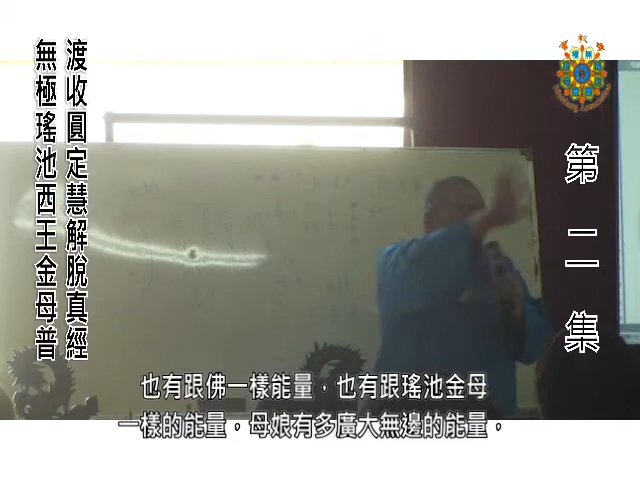 無極瑤池西王金母普
渡收圓定慧解脫真經
第二集
也有跟佛一樣能量，也有跟瑤池金母
一樣的能量，母娘有多廣大無邊的能量，